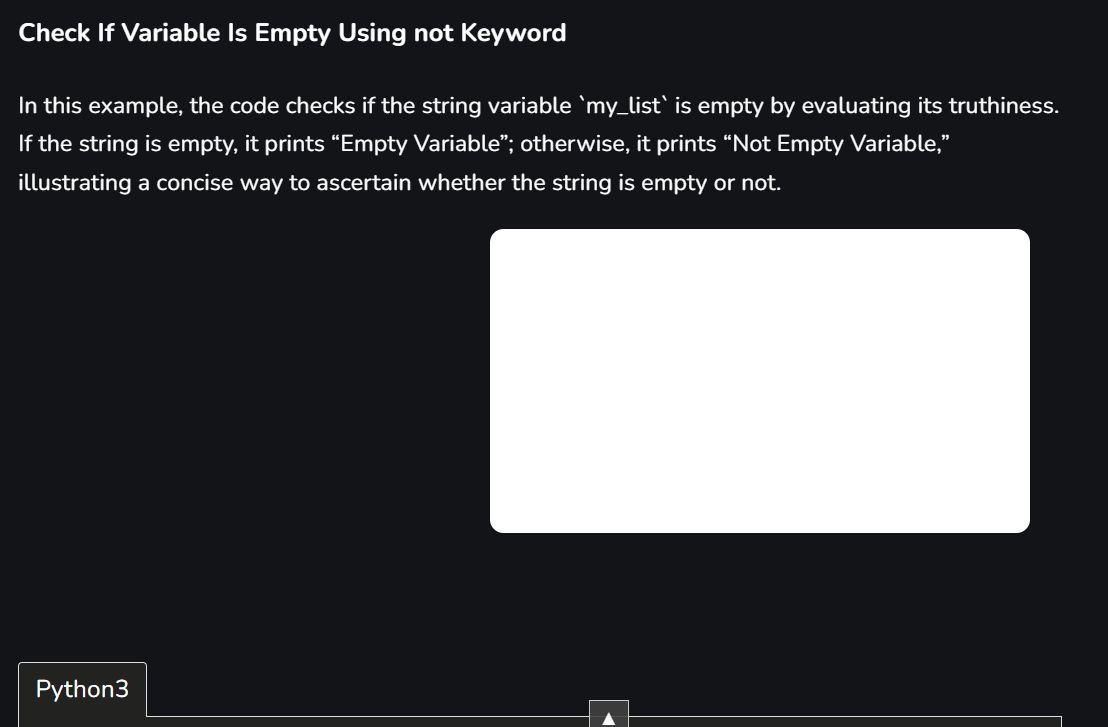 Check If Variable Is Empty Using not Keyword
In this example, the code checks if the string variable `my_list` is empty by evaluating its truthiness.
If the string is empty, it prints “Empty Variable”; otherwise, it prints “Not Empty Variable,”
illustrating a concise way to ascertain whether the string is empty or not.
Python3